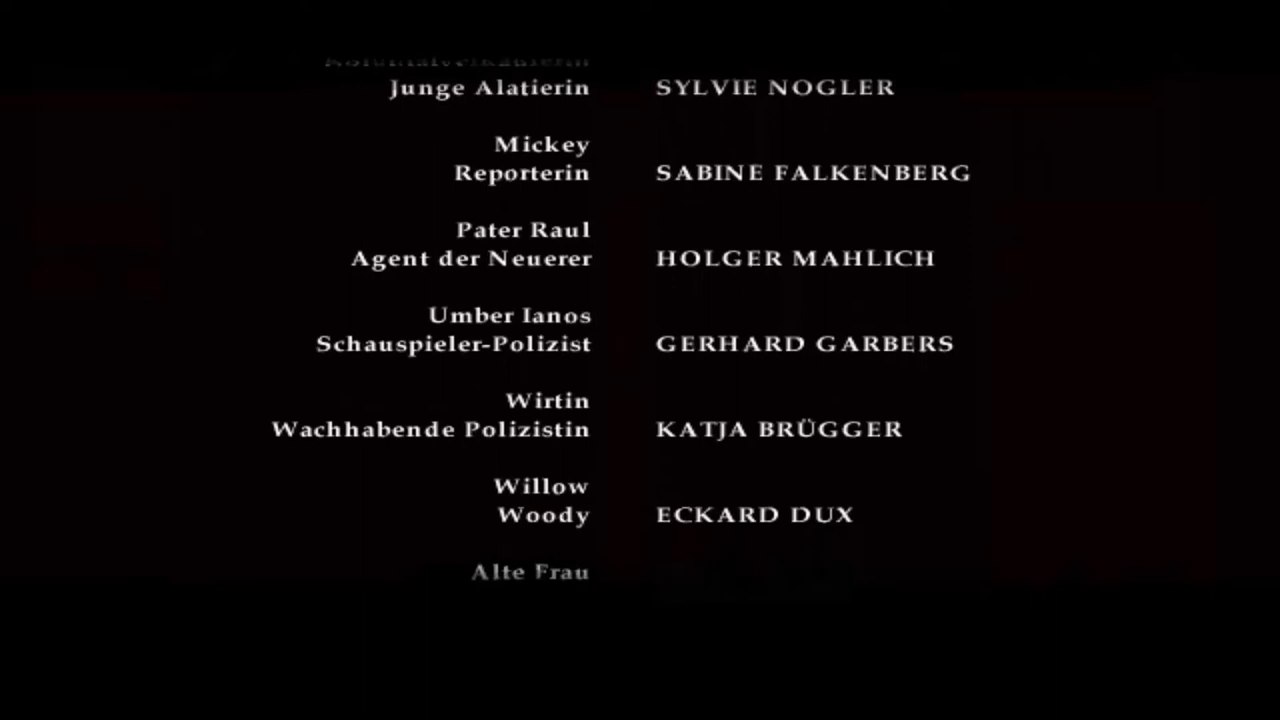 Junge Alatierin SYLVIE NOGLER
Mickey
Reporterin SABINE FALKENBERG
Pater Raul
Agent der Neuerer HOLGER MAHLICH
Umber Ianos
Schauspieler-Polizist GERHARD GARBERS
Wirtin
Wachhabende Polizistin KATJA BRÜGGER
Willow
Woody ECKARD DUX
Alte Frau